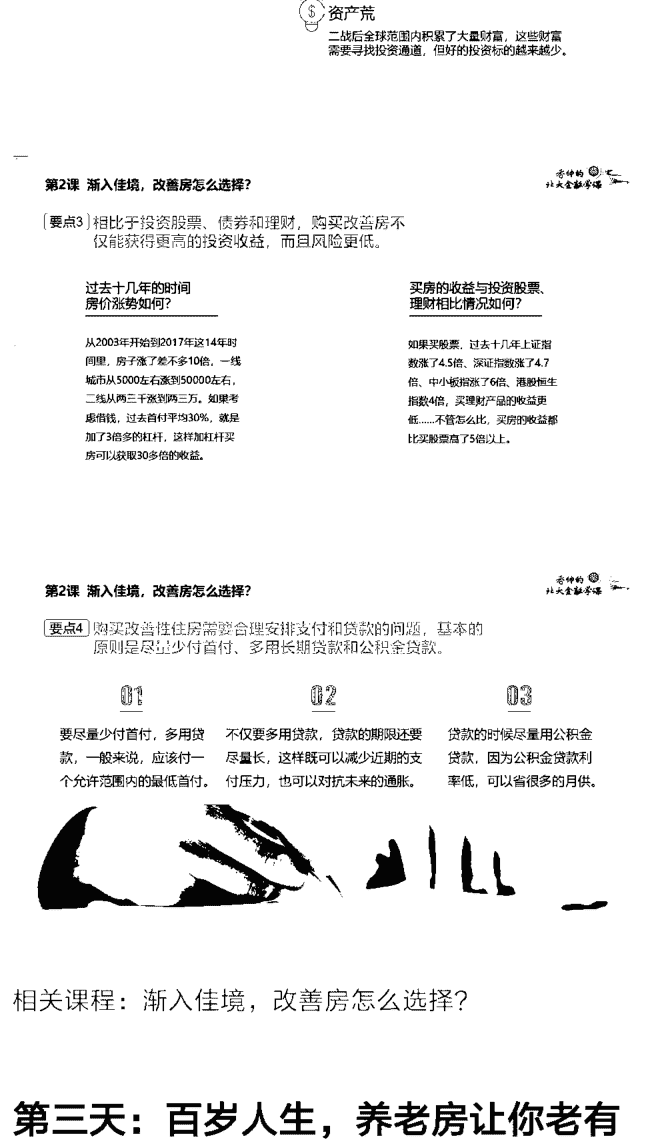 资产荒
二战后全球范围内积累了大量财富，这些财富
需要寻找投资通道，但好的投资标的越来越少。
第2课 渐入佳境，改善房怎么选择？
香帅的
北大金融学课
要点3 相比于投资股票、债券和理财，购买改善房不
仅能获得更高的投资收益，而且风险更低。
过去十几年的时间
房价涨势如何？
从2003年开始到2017年这14年时
间里，房子涨了差不多10倍，一线
城市从5000左右涨到50000左右，
二线从两三千涨到两三万。如果考
虑借钱，过去首付平均30%，就是
加了3倍多的杠杆，这样加杠杆买
房可以获取30多倍的收益。
买房的收益与投资股票、
理财相比情况如何？
如果买股票，过去十几年上证指
数涨了4.5倍、深证指数涨了4.7
倍、中小板指涨了6倍、港股恒生
指数4倍，买理财产品的收益更
低……不管怎么比，买房的收益都
比买股票高了5倍以上。
第2课 渐入佳境，改善房怎么选择？
香帅的
北大金融学课
要点4 购买改善性住房需要合理安排支付和贷款的问题，基本的
原则是尽量少付首付、多用长期贷款和公积金贷款。
01
要尽量少付首付，多用贷
款，一般来说，应该付一
个允许范围内的最低首付。
02
不仅要多用贷款，贷款的期限还要
尽量长，这样既可以减少近期的支
付压力，也可以对抗未来的通胀。
03
贷款的时候尽量用公积金
贷款，因为公积金贷款利
率低，可以省很多的月供。
相关课程：渐入佳境，改善房怎么选择？
第三天：百岁人生，养老房让你老有